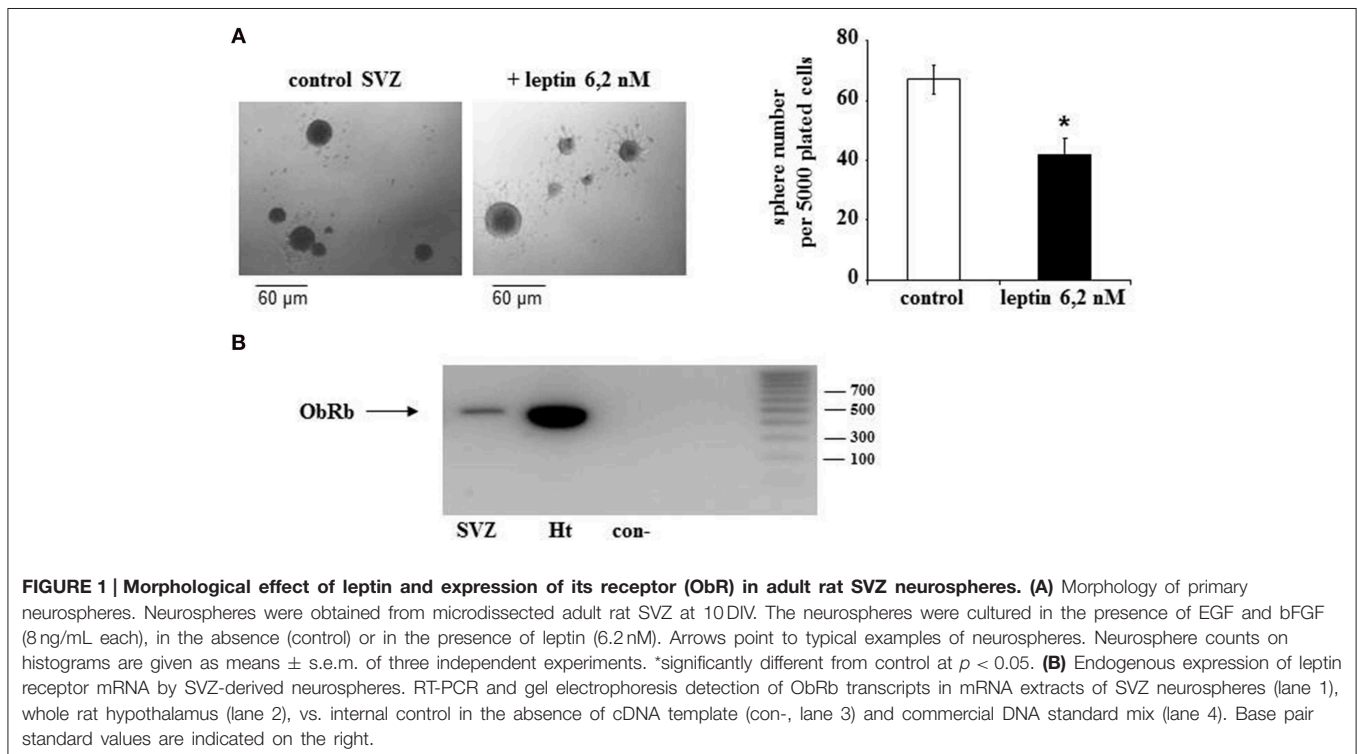 A
control SVZ
+ leptin 6,2 nM
60 µm
60 µm
sphere number
per 5000 plated cells
80
60
40
20
0
*
control
leptin 6,2 nM
B
ObRb
700
500
300
100
SVZ
Ht
con-
FIGURE 1 | Morphological effect of leptin and expression of its receptor (ObR) in adult rat SVZ neurospheres. (A) Morphology of primary
neurospheres. Neurospheres were obtained from microdissected adult rat SVZ at 10 DIV. The neurospheres were cultured in the presence of EGF and bFGF
(8 ng/mL each), in the absence (control) or in the presence of leptin (6.2 nM). Arrows point to typical examples of neurospheres. Neurosphere counts on
histograms are given as means ± s.e.m. of three independent experiments. *significantly different from control at p < 0.05. (B) Endogenous expression of leptin
receptor mRNA by SVZ-derived neurospheres. RT-PCR and gel electrophoresis detection of ObRb transcripts in mRNA extracts of SVZ neurospheres (lane 1),
whole rat hypothalamus (lane 2), vs. internal control in the absence of cDNA template (con-, lane 3) and commercial DNA standard mix (lane 4). Base pair
standard values are indicated on the right.